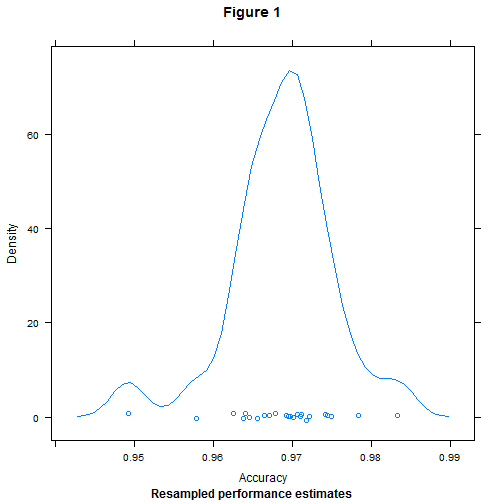 Figure 1
Density
60
40
20
0
0.95 0.96 0.97 0.98 0.99
Accuracy
Resampled performance estimates